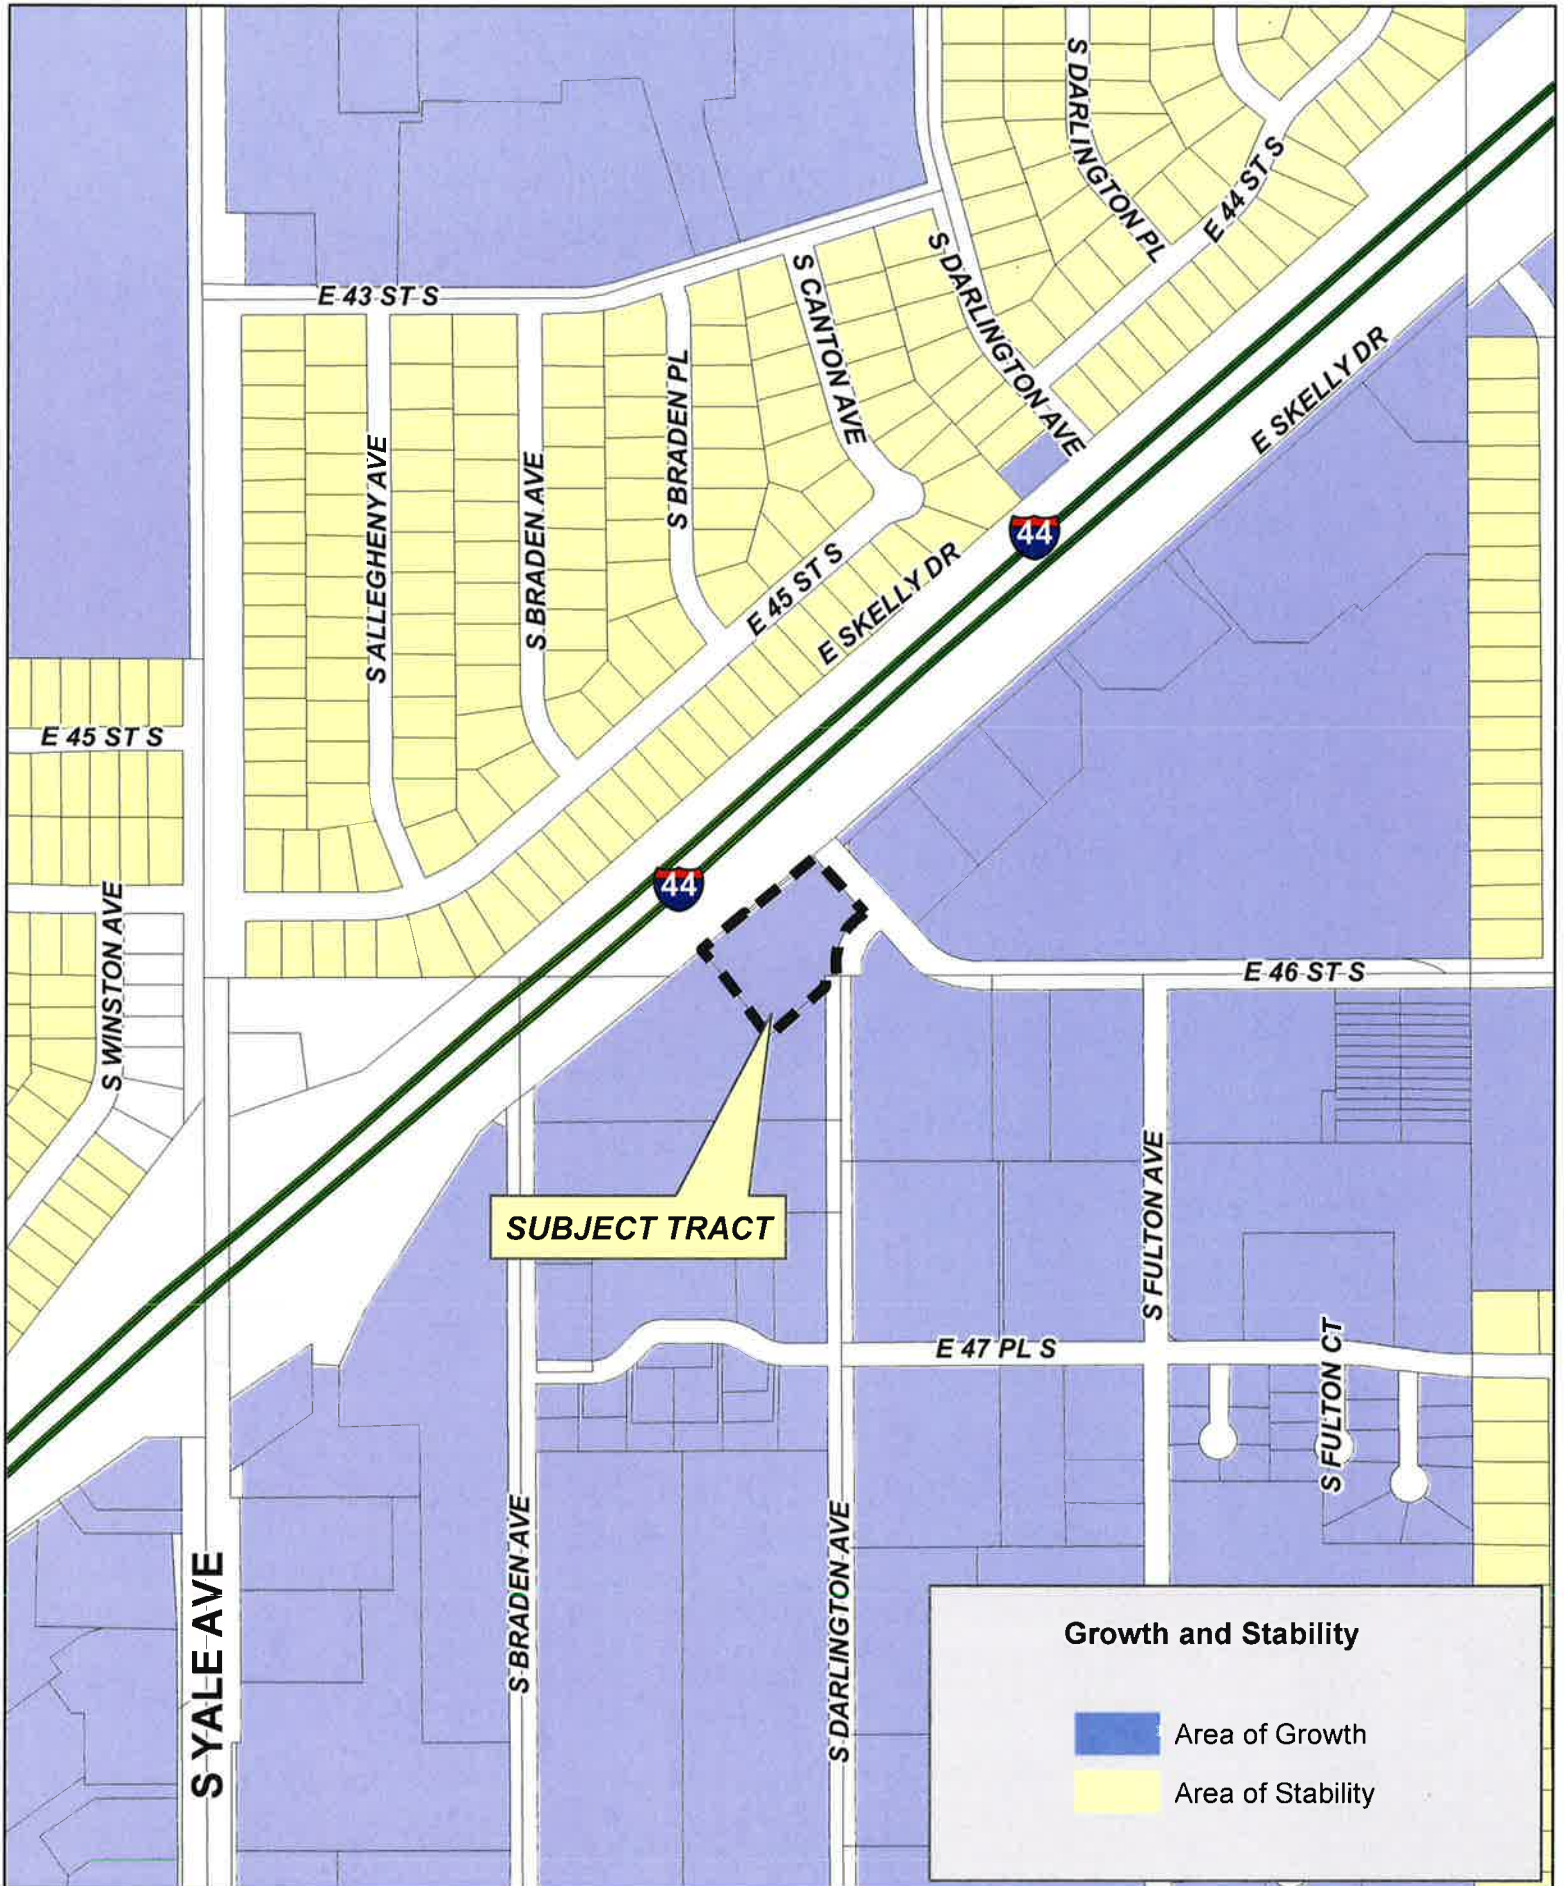 S DARLINGTON PL
E 44 ST S
S DARLINGTON AVE
S CANTON AVE
E 43 ST S
E SKELLY DR
S BRADEN PL
S ALLEGHENY AVE
S BRADEN AVE
44
E 45 ST S
E SKELLY DR
E 45 ST S
44
S WINSTON AVE
E 46 ST S
SUBJECT TRACT
S FULTON AVE
E 47 PL S
S FULTON CT
S YALE AVE
S BRADEN AVE
S DARLINGTON AVE
Growth and Stability
Area of Growth
Area of Stability